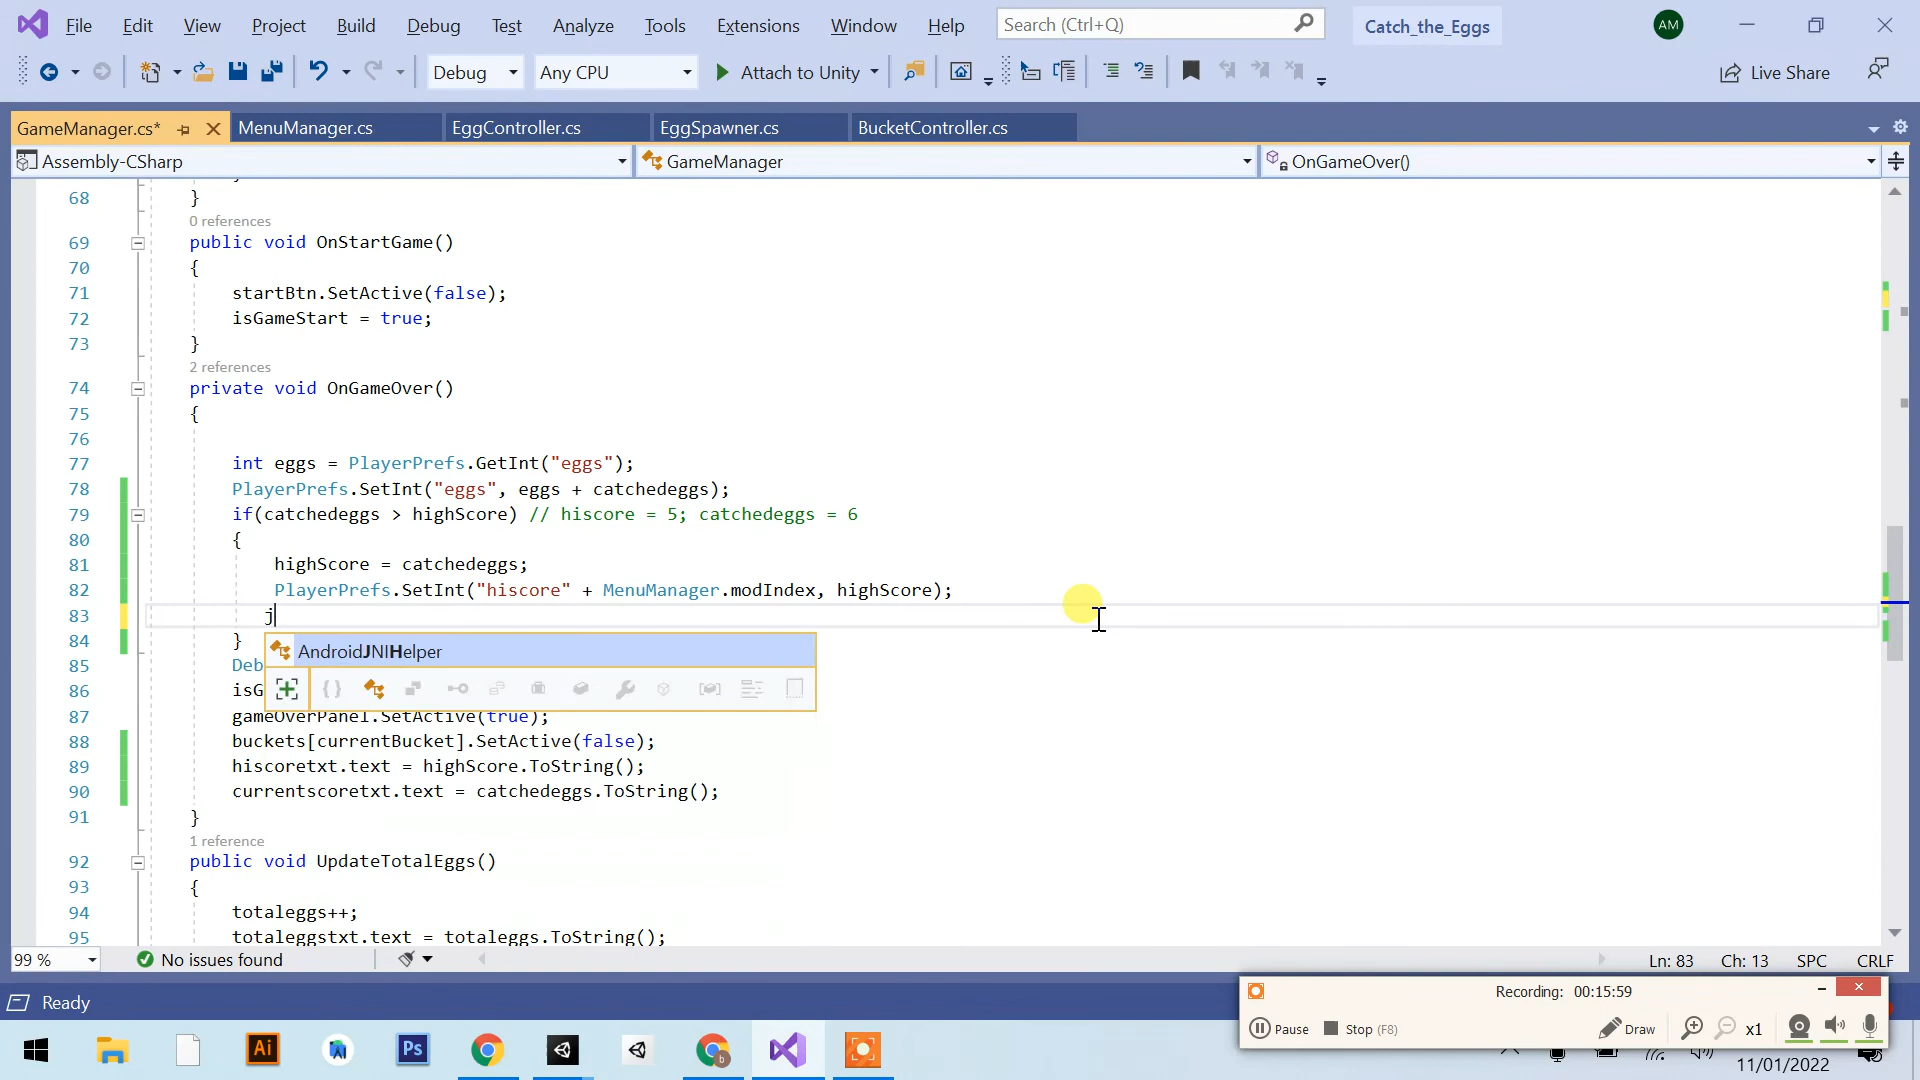 File Edit View Project Build Debug Test Analyze Tools Extensions Window Help Search (Ctrl+Q) Catch_the_Eggs AM
Debug Any CPU Attach to Unity Live Share
GameManager.cs* MenuManager.cs EggController.cs EggSpawner.cs BucketController.cs
Assembly-CSharp GameManager OnGameOver()
68 }
0 references
69 public void OnStartGame()
70 {
71 startBtn.SetActive(false);
72 isGameStart = true;
73 }
2 references
74 private void OnGameOver()
75 {
76
77 int eggs = PlayerPrefs.GetInt("eggs");
78 PlayerPrefs.SetInt("eggs", eggs + catchedeggs);
79 if(catchedeggs > highScore) // hiscore = 5; catchedeggs = 6
80 {
81 highScore = catchedeggs;
82 PlayerPrefs.SetInt("hiscore" + MenuManager.modIndex, highScore);
83 j
84 }
AndroidJNIHelper
85 Deb
86 isG
87 gameOverPanel.SetActive(true);
88 buckets[currentBucket].SetActive(false);
89 hiscoretxt.text = highScore.ToString();
90 currentscoretxt.text = catchedeggs.ToString();
91 }
1 reference
92 public void UpdateTotalEggs()
93 {
94 totaleggs++;
95 totaleggstxt.text = totaleggs.ToString();
99 % No issues found Ln: 83 Ch: 13 SPC CRLF
Recording: 00:15:59
Ready
Pause Stop (F8) Draw x1
Ai Ps b
11/01/2022